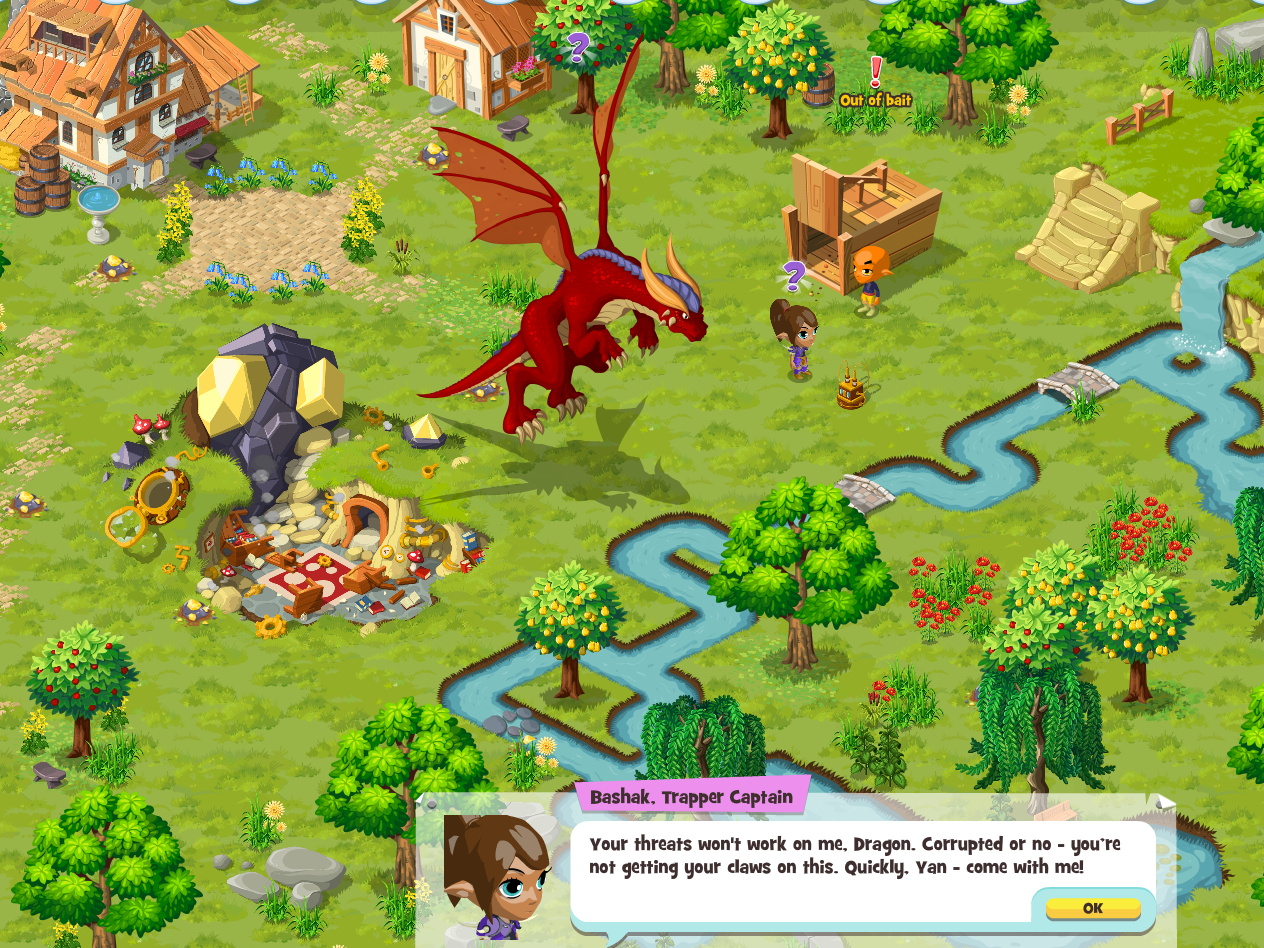 ?
!
Out of bait
?
Bashak, Trapper Captain
Your threats won't work on me, Dragon. Corrupted or no - you're
not getting your claws on this. Quickly, Yan - come with me!
OK